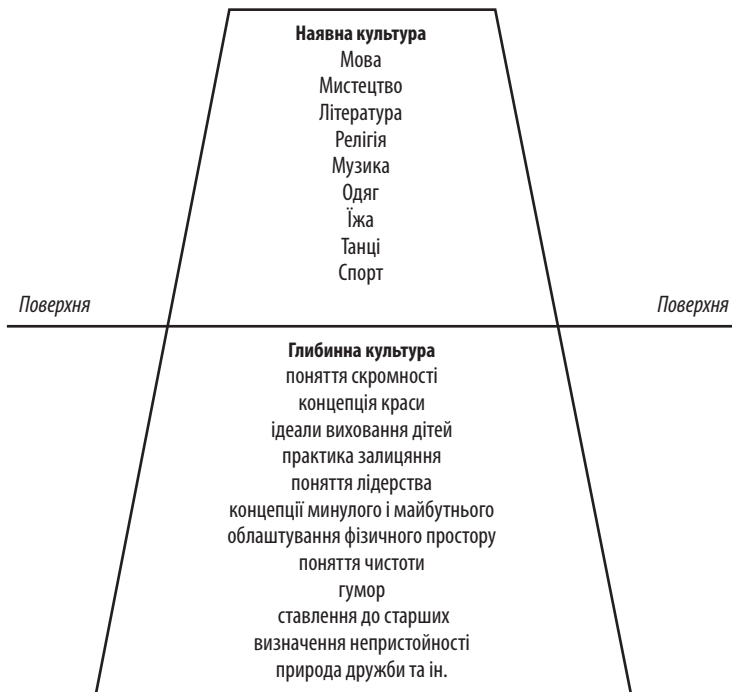 Наявна культура
Мова
Мистецтво
Література
Релігія
Музика
Одяг
Їжа
Танці
Спорт
Поверхня Поверхня
Глибинна культура
поняття скромності
концепція краси
ідеали виховання дітей
практика залицяння
поняття лідерства
концепції минулого і майбутнього
облаштування фізичного простору
поняття чистоти
гумор
ставлення до старших
визначення непристойності
природа дружби та ін.